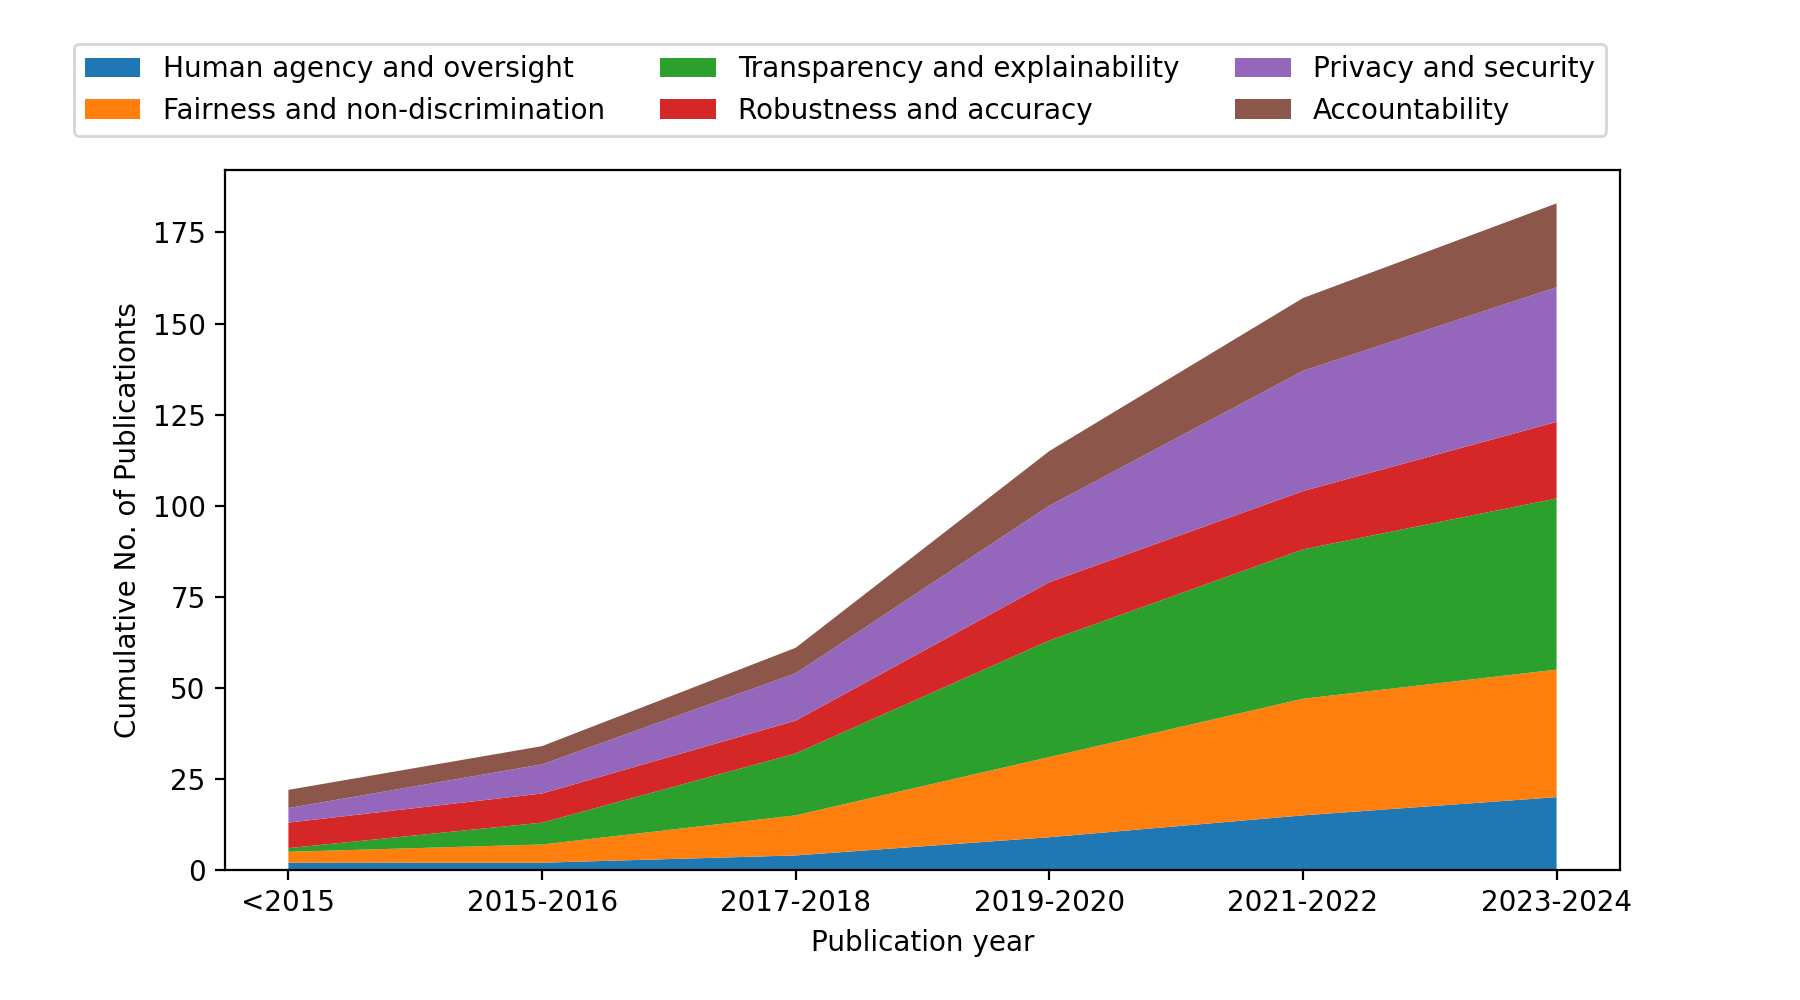 Human agency and oversight
Fairness and non-discrimination
Transparency and explainability
Robustness and accuracy
Privacy and security
Accountability
Cumulative No. of Publicationts
175
150
125
100
75
50
25
0
<2015
2015-2016
2017-2018
2019-2020
2021-2022
2023-2024
Publication year